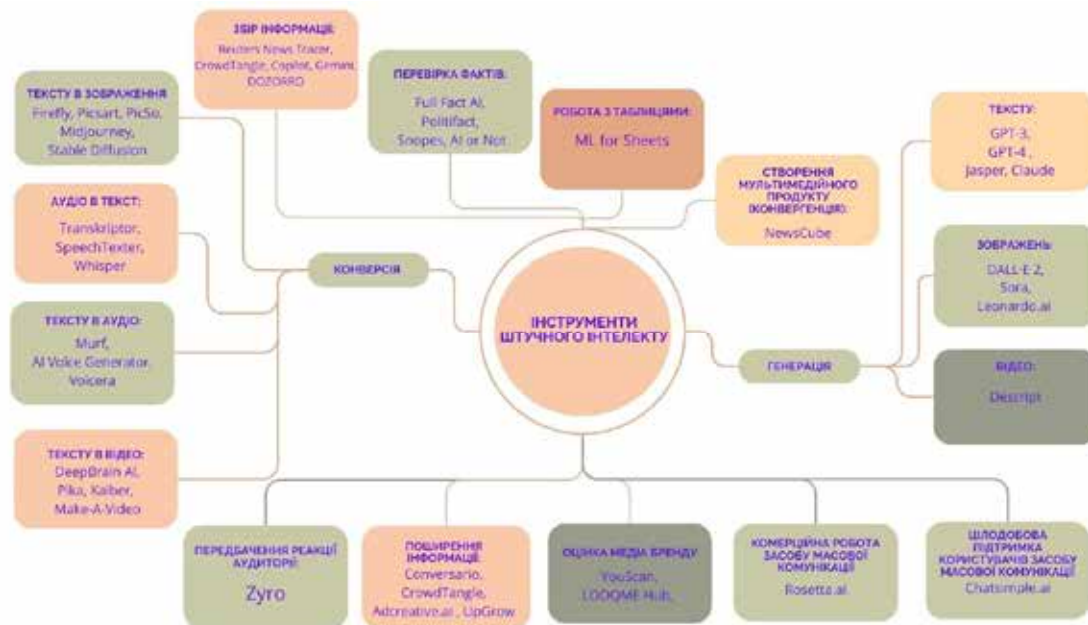 ЗБІР ІНФОРМАЦІЇ:
Reuters News Tracer,
CrowdTangle, Copilot, Gemini,
DOZORRO
ПЕРЕВІРКА ФАКТІВ:
Full Fact AI,
Politifact,
Snopes, AI or Not
РОБОТА З ТАБЛИЦЯМИ:
ML for Sheets
СТВОРЕННЯ
МУЛЬТИМЕДІЙНОГО
ПРОДУКТУ
(КОНВЕРГЕНЦІЯ):
NewsCube
ТЕКСТУ В ЗОБРАЖЕННЯ
Firefly, Picsart, PicSo,
Midjourney,
Stable Diffusion
АУДІО В ТЕКСТ:
Transkriptor,
SpeechTexter,
Whisper
ТЕКСТУ В АУДІО:
Murf,
AI Voice Generator
Voicera
ТЕКСТУ В ВІДЕО:
DeepBrain AI,
Pika, Kaiber,
Make-A-Video
КОНВЕРСІЯ
ІНСТРУМЕНТИ
ШТУЧНОГО ІНТЕЛЕКТУ
ГЕНЕРАЦІЯ
ТЕКСТУ:
GPT-3,
GPT-4 ,
Jasper, Claude
ЗОБРАЖЕНЬ:
DALL·E 2,
Sora,
Leonardo.ai
ВІДЕО:
Descript
ПЕРЕДБАЧЕННЯ РЕАКЦІЇ
АУДИТОРІЇ:
Zyro
ПОШИРЕННЯ
ІНФОРМАЦІЇ:
Conversario,
CrowdTangle,
Adcreative.ai , UpGrow
ОЦІНКА МЕДІА БРЕНДУ
YouScan,
LOOQME Hub,
КОМЕРЦІЙНА РОБОТА
ЗАСОБУ МАСОВОЇ
КОМУНІКАЦІЇ
Rosetta.ai
ЦІЛОДОБОВА
ПІДТРИМКА
КОРИСТУВАЧІВ ЗАСОБУ
МАСОВОЇ КОМУНІКАЦІЇ
Chatsimple.ai